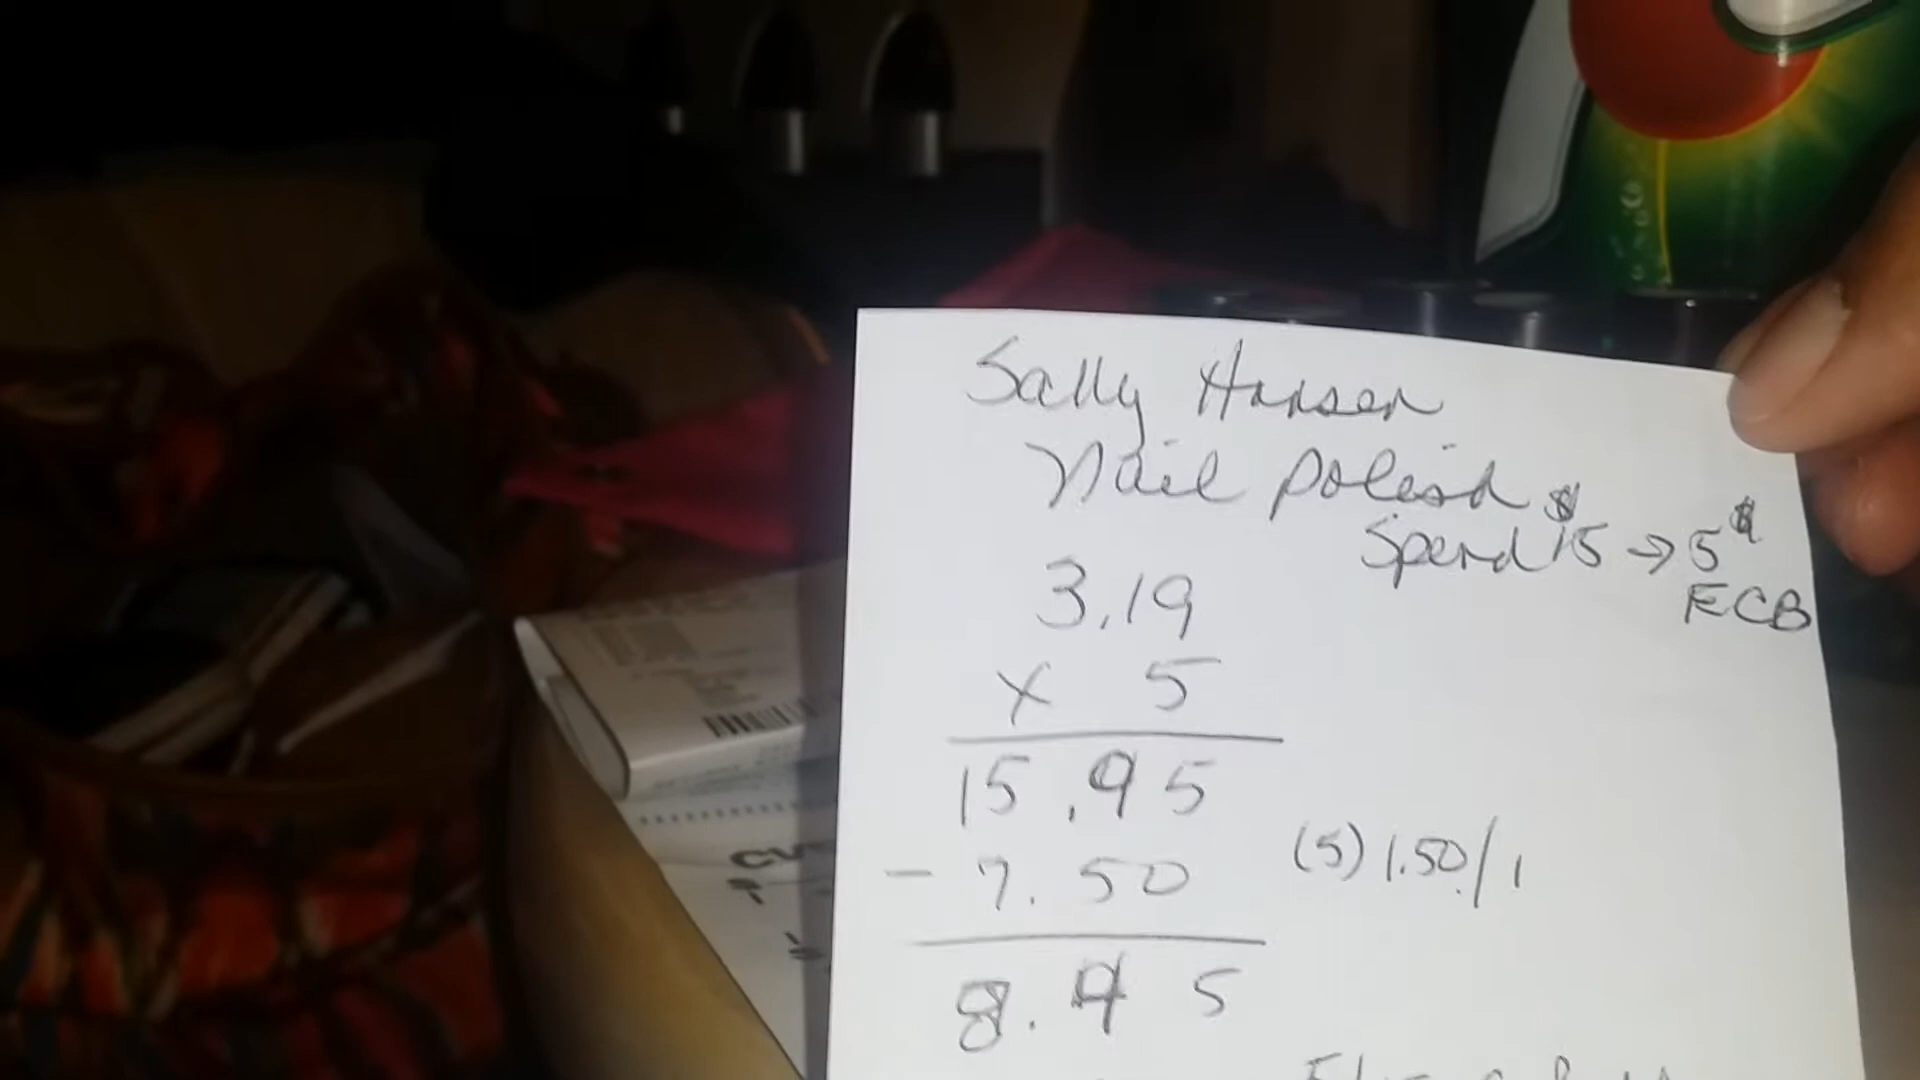 Sally Hansen
Nail Polish
Spend $15 → 5$
ECB
3.19
x 5
15.95
- 7.50 (5) 1.50/1
8.45